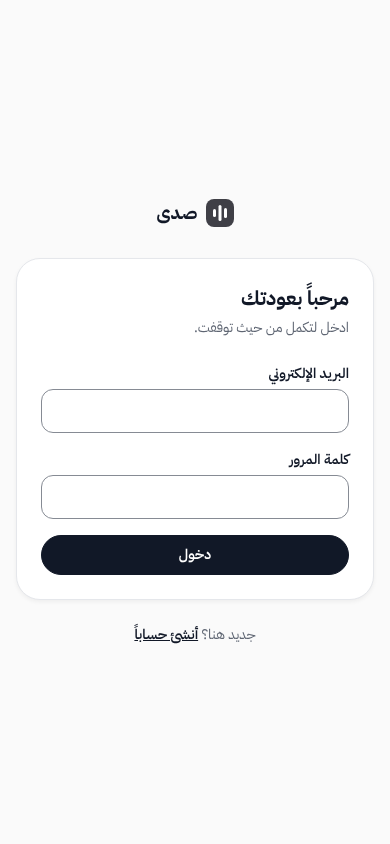 صدى
مرحباً بعودتك
ادخل لتكمل من حيث توقفت.
البريد الإلكتروني
كلمة المرور
دخول
جديد هنا؟ أنشئ حساباً